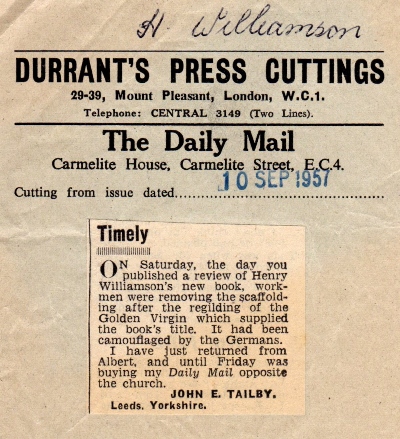 H. Williamson
DURRANT'S PRESS CUTTINGS
29-39, Mount Pleasant, London, W.C.1.
Telephone: CENTRAL 3149 (Two Lines).
The Daily Mail
Carmelite House, Carmelite Street, E.C.4.
Cutting from issue dated 10 SEP 1957
Timely
ON Saturday, the day you
published a review of Henry
Williamson's new book, work-
men were removing the scaffold-
ing after the regilding of the
Golden Virgin which supplied
the book's title. It had been
camouflaged by the Germans.
I have just returned from
Albert, and until Friday was
buying my Daily Mail opposite
the church.
JOHN E. TAILBY.
Leeds, Yorkshire.